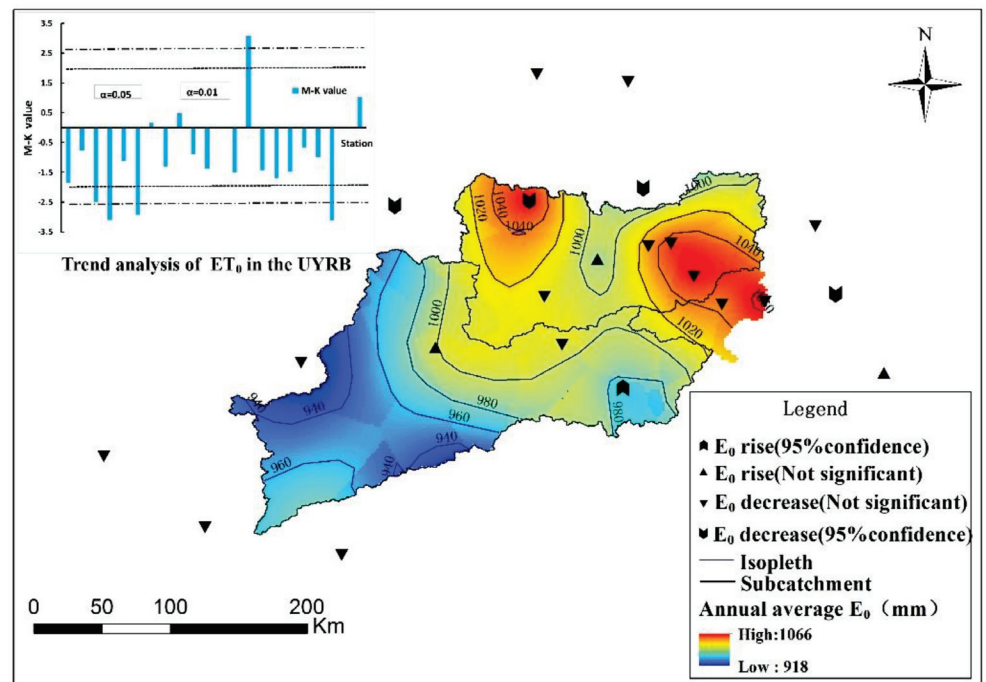 3.5
2.5
1.5
0.5
-0.5
-1.5
-2.5
-3.5
M-K value
α=0.05
α=0.01
M-K value
Station
Trend analysis of ET₀ in the UYRB
N
1020
1040
1040
1000
1000
1040
1020
1000
980
960
940
940
940
960
980
0 50 100 200
Km
Legend
E₀ rise(95%confidence)
E₀ rise(Not significant)
E₀ decrease(Not significant)
E₀ decrease(95%confidence)
Isopleth
Subcatchment
Annual average E₀（mm）
High:1066
Low : 918